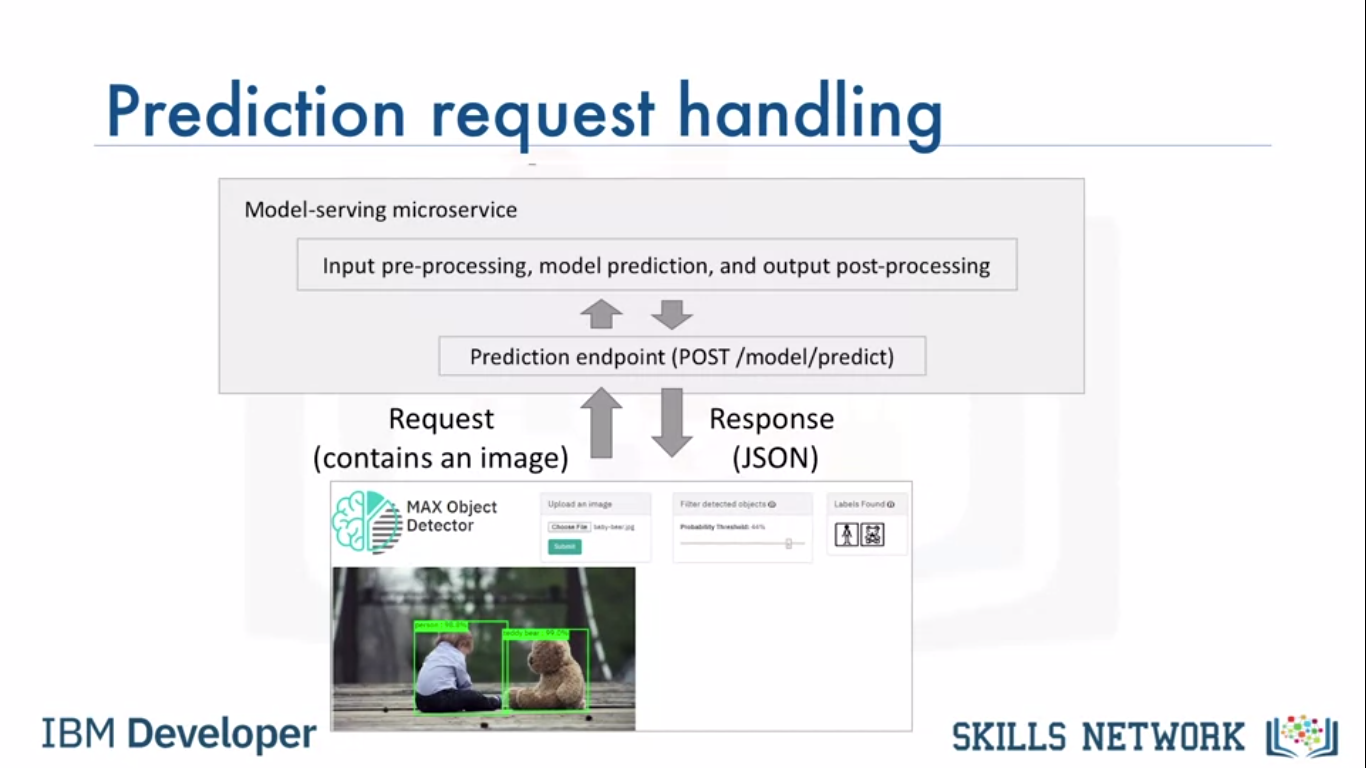 Prediction request handling
Model-serving microservice
Input pre-processing, model prediction, and output post-processing
Prediction endpoint (POST /model/predict)
Request
(contains an image)
Response
(JSON)
MAX Object
Detector
Upload an image
Choose File baby-bear.jpg
Submit
Filter detected objects
Probability Threshold: 44%
Labels Found
person : 98.8%
teddy bear : 99.0%
IBM Developer
SKILLS NETWORK